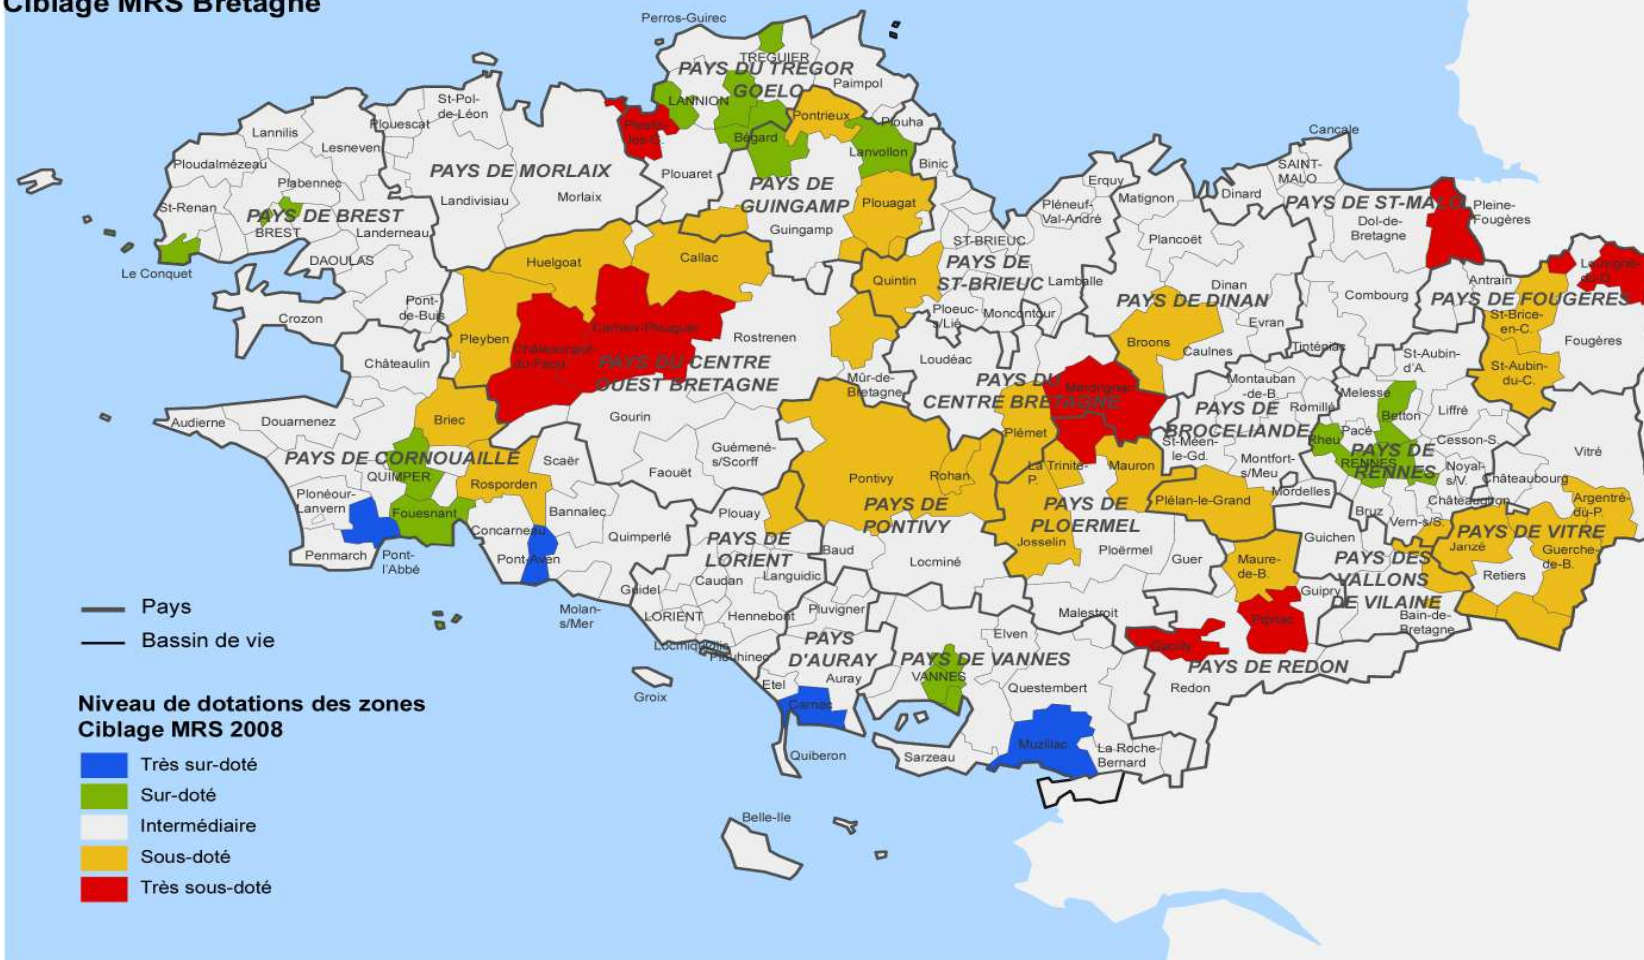 Ciblage MRS Bretagne
Perros-Guirec
TREGUIER
PAYS DU TREGOR
GOELO
Paimpol
LANNION
Pontrieux
Plouha
Bégard
Lanvollon
Binic
Plouaret
PAYS DE
GUINGAMP
Guingamp
Plouagat
St-Pol-
de-Léon
Plouescat
Lannilis
Lesneven
Ploudalmézeau
Plabennec
St-Renan
PAYS DE BREST
BREST
Landerneau
DAOULAS
Le Conquet
Crozon
Pont-
de-Buis
PAYS DE MORLAIX
Landivisiau
Morlaix
Huelgoat
Callac
Pleyben
Châteaulin
Carhaix-Plouguer
Châteauneuf-
du-Faou
PAYS DU CENTRE
OUEST BRETAGNE
Rostrenen
Gourin
Guémené-
s/Scorff
Faouët
Quintin
ST-BRIEUC
PAYS DE
ST-BRIEUC
Ploeuc-
s/Lié
Moncontour
Lamballe
Pléneuf-
Val-André
Erquy
Matignon
Plancoët
Dinard
Cancale
SAINT-
MALO
PAYS DE ST-MALO
Dol-de-
Bretagne
Pleine-
Fougères
Combourg
Tinténiac
PAYS DE DINAN
Dinan
Evran
Broons
Caulnes
Antrain
Louvigné-
du-D.
PAYS DE FOUGERES
St-Brice-
en-C.
Fougères
St-Aubin-
du-C.
St-Aubin-
d'A.
Loudéac
Mûr-de-
Bretagne
PAYS DU
CENTRE BRETAGNE
Merdrignac
Plémet
La Trinité-
P.
Mauron
Montauban
-de-B.
Romillé
PAYS DE
BROCELIANDE
St-Méen-
le-Gd.
Montfort-
s/Meu
Plélan-le-Grand
Mordelles
Melesse
Betton
Liffré
Pacé
Rheu
PAYS DE
RENNES
RENNES
Cesson-S.
Noyal-
s/V.
Châteaubourg
Châteaugiron
Bruz
Vern-s/S.
Vitré
Argentré-
du-P.
PAYS DE VITRE
Janzé
Guerche-
de-B.
Retiers
Audierne
Douarnenez
Briec
PAYS DE CORNOUAILLE
QUIMPER
Rosporden
Scaër
Plonéour-
Lanvern
Fouesnant
Concarneau
Bannalec
Penmarch
Pont-
l'Abbé
Pont-Aven
Quimperlé
Molan-
s/Mer
Plouay
PAYS DE
LORIENT
Guidel
Caudan
Languidic
LORIENT
Hennebont
Pluvigner
Plouhinec
Groix
Pontivy
Rohan
PAYS DE
PONTIVY
Baud
Locminé
Josselin
PAYS DE
PLOERMEL
Ploërmel
Guer
Malestroit
Maure-
de-B.
Guichen
PAYS DES
VALLONS
DE VILAINE
Guipry
Bain-de-
Bretagne
Pipriac
Gacilly
PAYS DE REDON
Redon
PAYS
D'AURAY
Auray
Etel
Carnac
Quiberon
Belle-Ile
PAYS DE VANNES
VANNES
Elven
Questembert
Muzillac
La Roche-
Bernard
Sarzeau
Pays
Bassin de vie
Niveau de dotations des zones
Ciblage MRS 2008
Très sur-doté
Sur-doté
Intermédiaire
Sous-doté
Très sous-doté